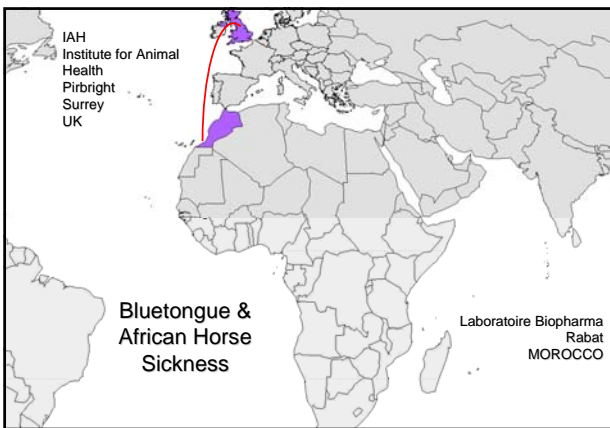 IAH
Institute for Animal
Health
Pirbright
Surrey
UK
Bluetongue &
African Horse
Sickness
Laboratoire Biopharma
Rabat
MOROCCO